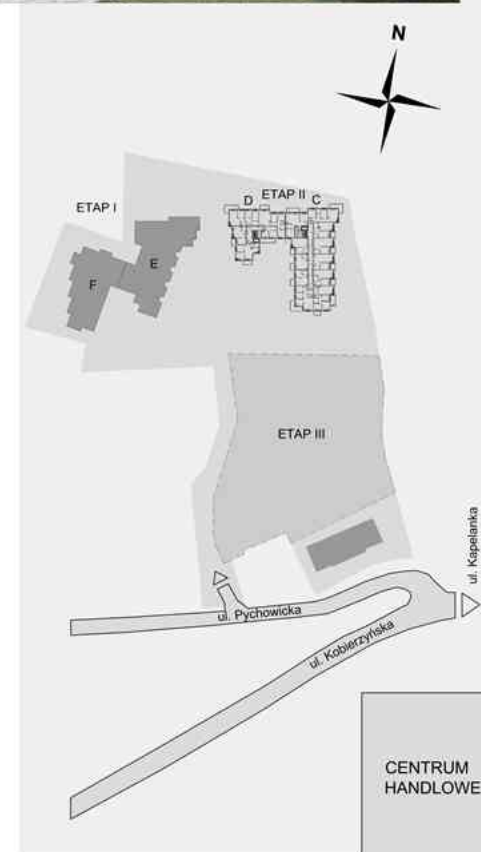 N
ETAP I
D
ETAP II
C
E
F
ETAP III
ul. Kapelanka
ul. Pychowicka
ul. Kobierzyńska
CENTRUM
HANDLOWE